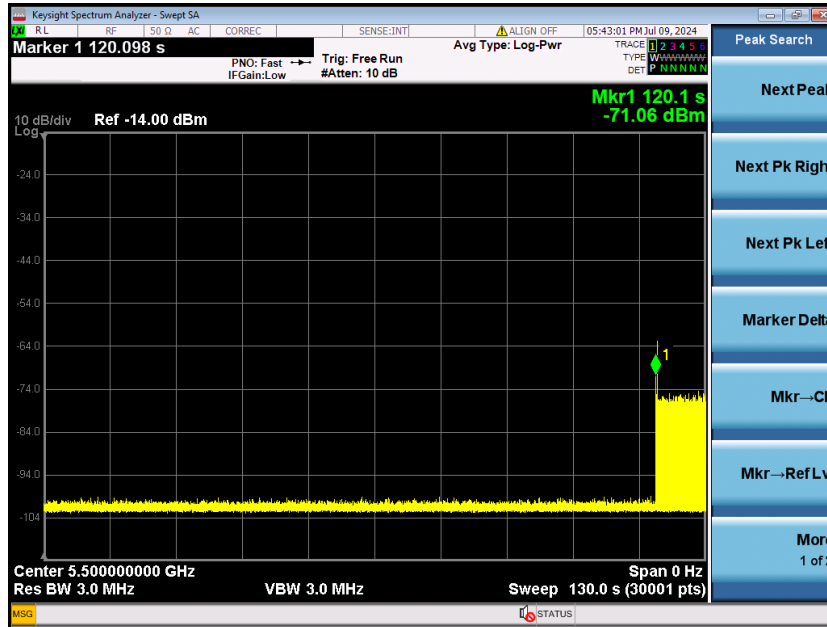 Keysight Spectrum Analyzer - Swept SA
LXI RL RF 50 Ω AC CORREC SENSE:INT ALIGN OFF 05:43:01 PM Jul 09, 2024
Marker 1 120.098 s
PNO: Fast
IFGain:Low
Trig: Free Run
#Atten: 10 dB
Avg Type: Log-Pwr
TRACE 1 2 3 4 5 6
TYPE WWWWWW
DET P N N N N N
Mkr1 120.1 s
-71.06 dBm
10 dB/div Ref -14.00 dBm
Log
-24.0
-34.0
-44.0
-54.0
-64.0
1
-74.0
-84.0
-94.0
-104
Center 5.500000000 GHz Span 0 Hz
Res BW 3.0 MHz VBW 3.0 MHz Sweep 130.0 s (30001 pts)
MSG STATUS
Peak Search
Next Peak
Next Pk Righ
Next Pk Lef
Marker Delt
Mkr→C
Mkr→Ref Lv
More
1 of